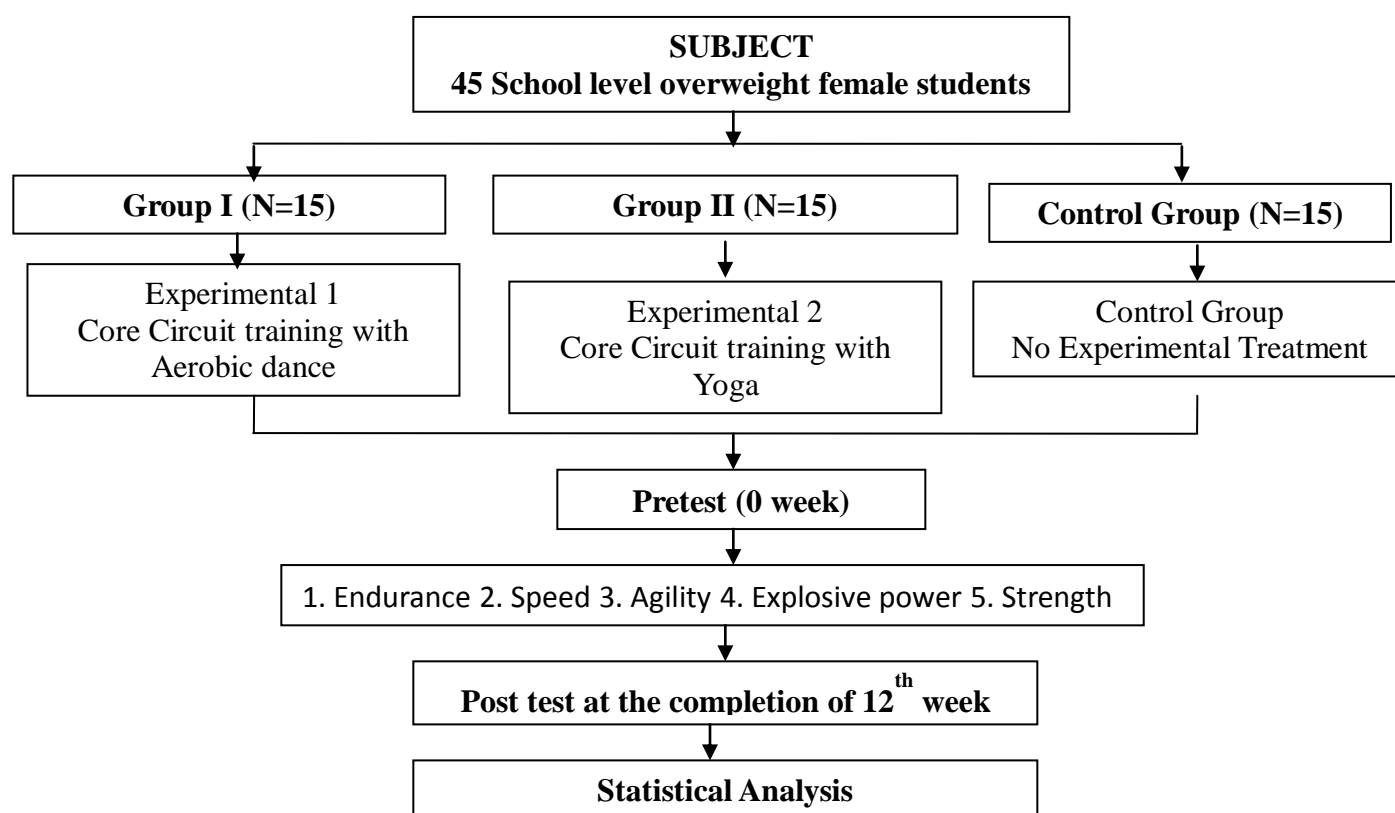 SUBJECT
45 School level overweight female students
Group I (N=15)
Group II (N=15)
Control Group (N=15)
Experimental 1
Core Circuit training with
Aerobic dance
Experimental 2
Core Circuit training with
Yoga
Control Group
No Experimental Treatment
Pretest (0 week)
1. Endurance 2. Speed 3. Agility 4. Explosive power 5. Strength
Post test at the completion of 12th week
Statistical Analysis